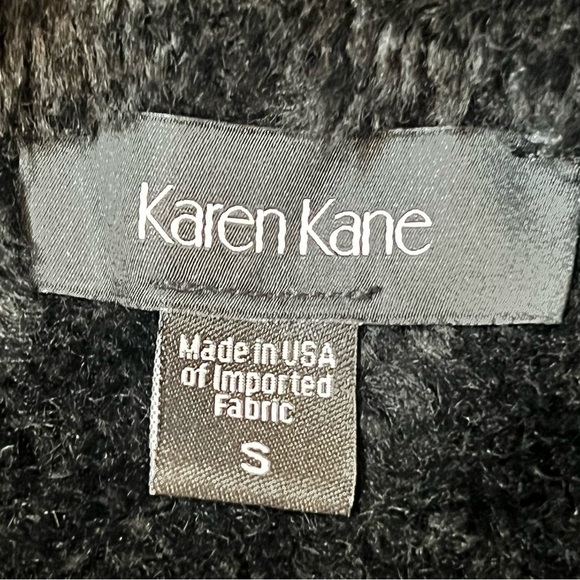 Karen Kane
Made in USA
of Imported
Fabric
S